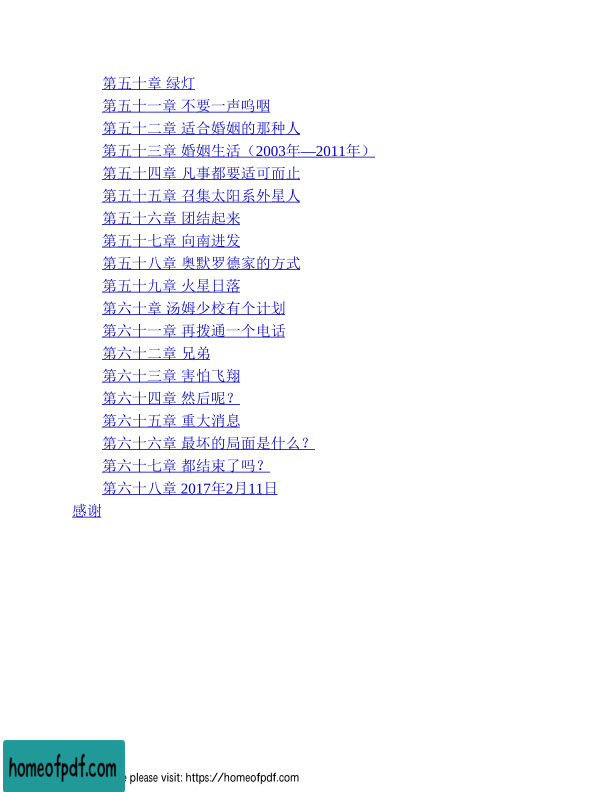 第五十章 绿灯
第五十一章 不要一声呜咽
第五十二章 适合婚姻的那种人
第五十三章 婚姻生活（2003年—2011年）
第五十四章 凡事都要适可而止
第五十五章 召集太阳系外星人
第五十六章 团结起来
第五十七章 向南进发
第五十八章 奥默罗德家的方式
第五十九章 火星日落
第六十章 汤姆少校有个计划
第六十一章 再拨通一个电话
第六十二章 兄弟
第六十三章 害怕飞翔
第六十四章 然后呢？
第六十五章 重大消息
第六十六章 最坏的局面是什么？
第六十七章 都结束了吗？
第六十八章 2017年2月11日
感谢
homeofpdf.com
please visit: https://homeofpdf.com